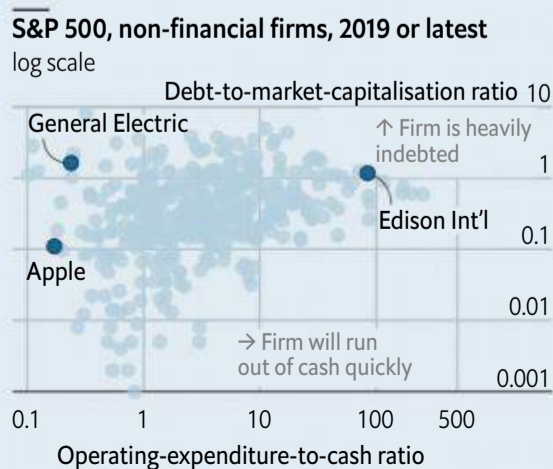 S&P 500, non-financial firms, 2019 or latest
log scale
Debt-to-market-capitalisation ratio 10
General Electric
↑ Firm is heavily
indebted
1
Edison Int'l
0.1
Apple
0.01
→ Firm will run
out of cash quickly
0.001
0.1 1 10 100 500
Operating-expenditure-to-cash ratio